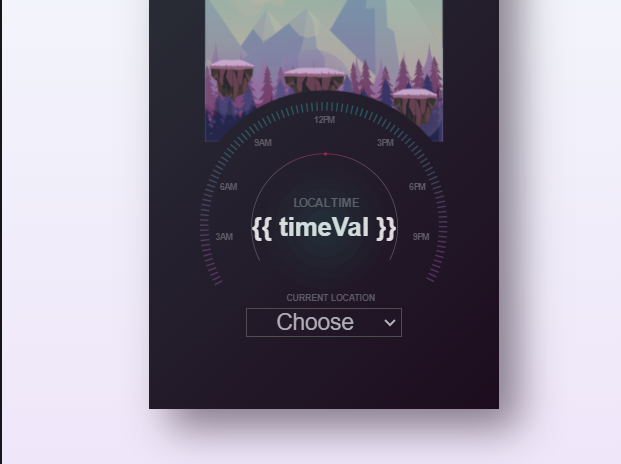 12PM
9AM
3PM
6AM
6PM
3AM
9PM
LOCALTIME
{{ timeVal }}
CURRENT LOCATION
Choose